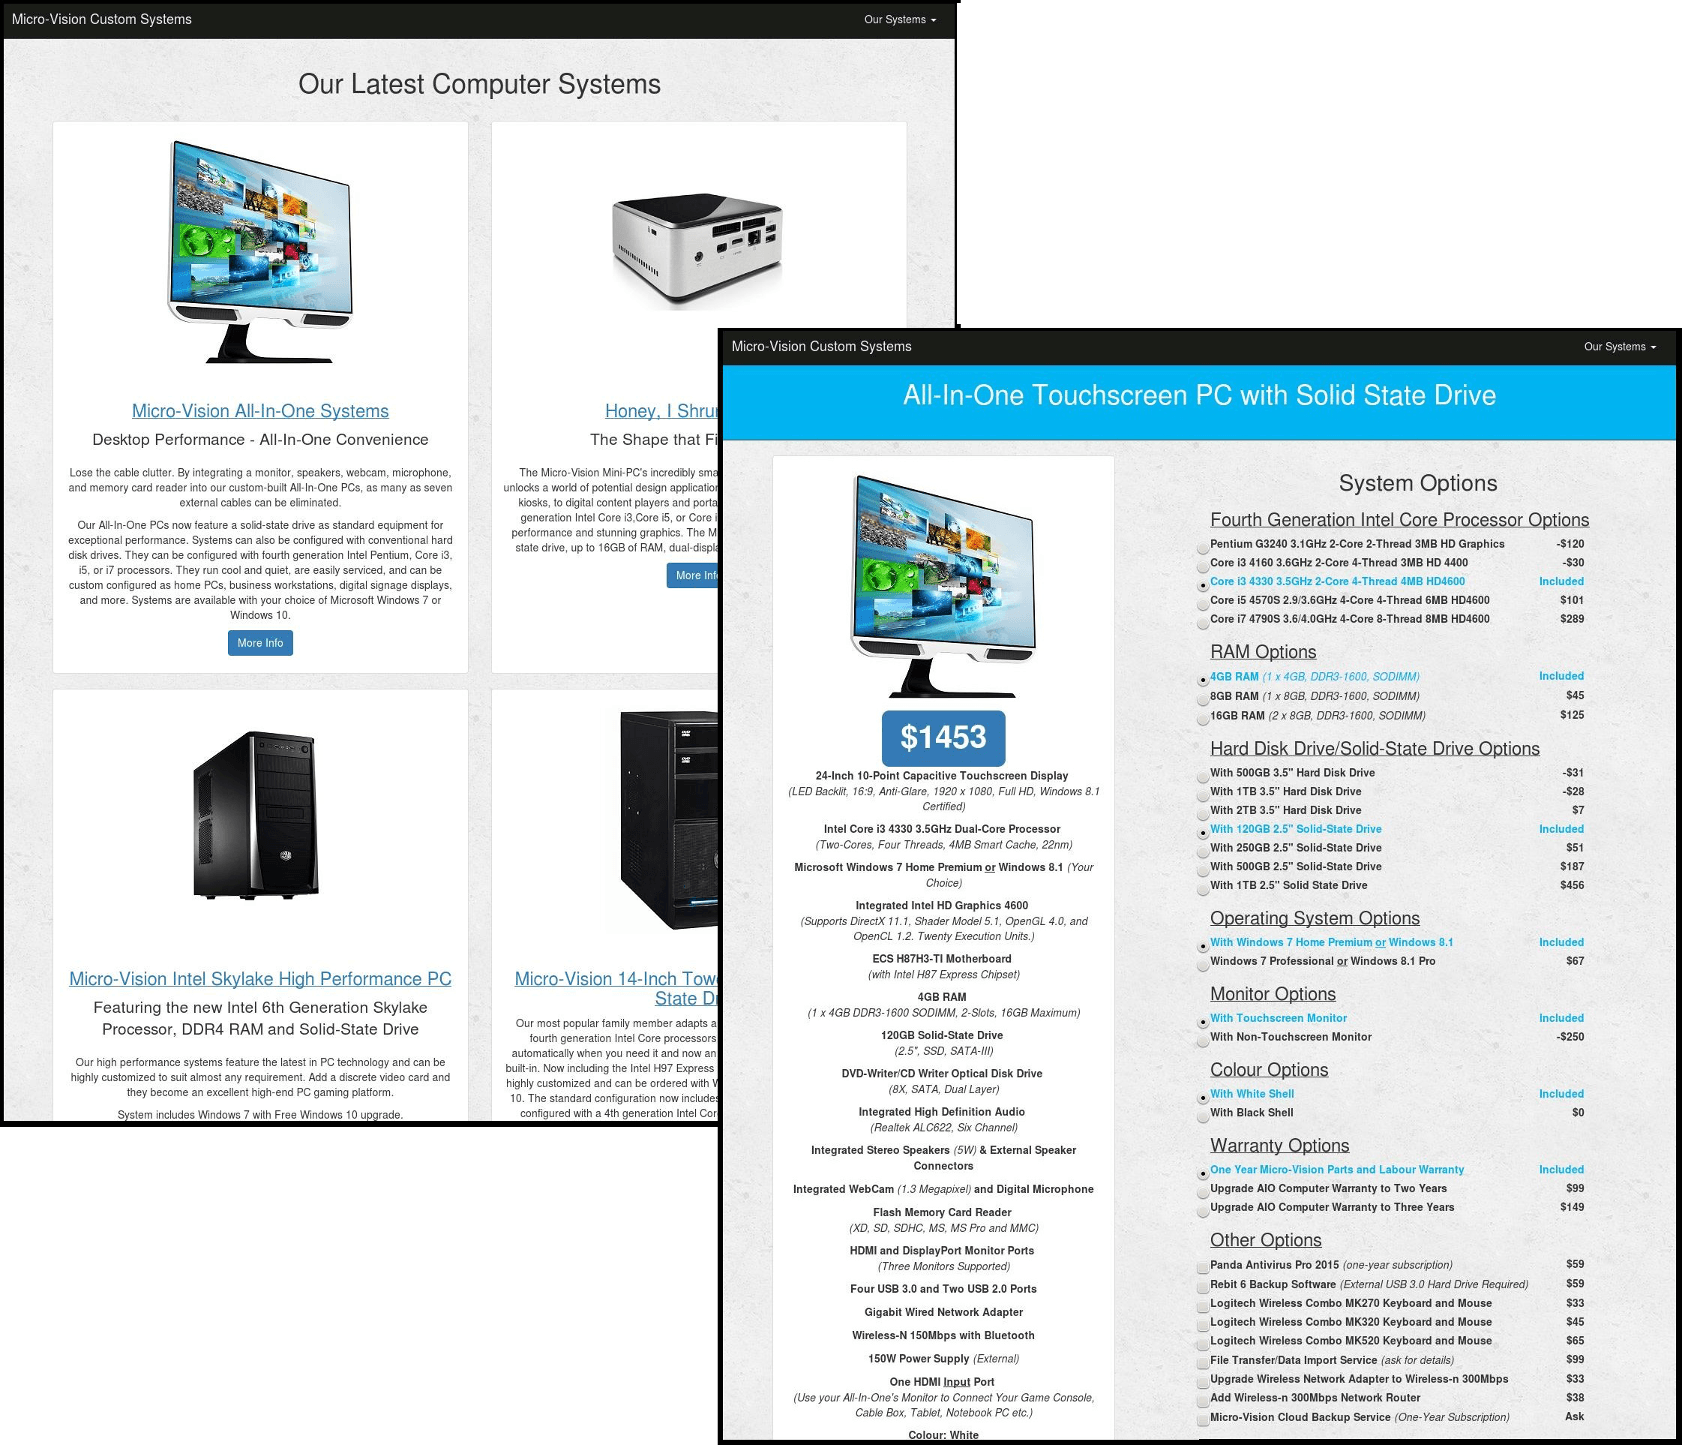 Micro-Vision Custom Systems
Our Systems
Our Latest Computer Systems
Micro-Vision All-In-One Systems
Desktop Performance - All-In-One Convenience
Lose the cable clutter. By integrating a monitor, speakers, webcam, microphone,
and memory card reader into our custom-built All-In-One PCs, as many as seven
external cables can be eliminated.
Our All-In-One PCs now feature a solid-state drive as standard equipment for
exceptional performance. Systems can also be configured with conventional hard
disk drives. They can be configured with fourth generation Intel Pentium, Core i3,
i5, or i7 processors. They run cool and quiet, are easily serviced, and can be
custom configured as home PCs, business workstations, digital signage displays,
and more. Systems are available with your choice of Microsoft Windows 7 or
Windows 10.
More Info
Honey, I Shru
The Shape that Fi
The Micro-Vision Mini-PC's incredibly sma
unlocks a world of potential design application
kiosks, to digital content players and porta
generation Intel Core i3,Core i5, or Core i
performance and stunning graphics. The M
state drive, up to 16GB of RAM, dual-displ
More Inf
Micro-Vision Intel Skylake High Performance PC
Featuring the new Intel 6th Generation Skylake
Processor, DDR4 RAM and Solid-State Drive
Our high performance systems feature the latest in PC technology and can be
highly customized to suit almost any requirement. Add a discrete video card and
they become an excellent high-end PC gaming platform.
System includes Windows 7 with Free Windows 10 upgrade.
Micro-Vision 14-Inch Towe
State Dr
Our most popular family member adapts a
fourth generation Intel Core processors
automatically when you need it and now an
built-in. Now including the Intel H97 Express
highly customized and can be ordered with W
10. The standard configuration now includes
configured with a 4th generation Intel Cor
Micro-Vision Custom Systems
Our Systems
All-In-One Touchscreen PC with Solid State Drive
$1453
24-Inch 10-Point Capacitive Touchscreen Display
(LED Backlit, 16:9, Anti-Glare, 1920 x 1080, Full HD, Windows 8.1
Certified)
Intel Core i3 4330 3.5GHz Dual-Core Processor
(Two-Cores, Four Threads, 4MB Smart Cache, 22nm)
Microsoft Windows 7 Home Premium or Windows 8.1 (Your
Choice)
Integrated Intel HD Graphics 4600
(Supports DirectX 11.1, Shader Model 5.1, OpenGL 4.0, and
OpenCL 1.2. Twenty Execution Units.)
ECS H87H3-TI Motherboard
(with Intel H87 Express Chipset)
4GB RAM
(1 x 4GB DDR3-1600 SODIMM, 2-Slots, 16GB Maximum)
120GB Solid-State Drive
(2.5", SSD, SATA-III)
DVD-Writer/CD Writer Optical Disk Drive
(8X, SATA, Dual Layer)
Integrated High Definition Audio
(Realtek ALC622, Six Channel)
Integrated Stereo Speakers (5W) & External Speaker
Connectors
Integrated WebCam (1.3 Megapixel) and Digital Microphone
Flash Memory Card Reader
(XD, SD, SDHC, MS, MS Pro and MMC)
HDMI and DisplayPort Monitor Ports
(Three Monitors Supported)
Four USB 3.0 and Two USB 2.0 Ports
Gigabit Wired Network Adapter
Wireless-N 150Mbps with Bluetooth
150W Power Supply (External)
One HDMI Input Port
(Use your All-In-One's Monitor to Connect Your Game Console,
Cable Box, Tablet, Notebook PC etc.)
Colour: White
System Options
Fourth Generation Intel Core Processor Options
Pentium G3240 3.1GHz 2-Core 2-Thread 3MB HD Graphics -$120
Core i3 4160 3.6GHz 2-Core 4-Thread 3MB HD 4400 -$30
Core i3 4330 3.5GHz 2-Core 4-Thread 4MB HD4600 Included
Core i5 4570S 2.9/3.6GHz 4-Core 4-Thread 6MB HD4600 $101
Core i7 4790S 3.6/4.0GHz 4-Core 8-Thread 8MB HD4600 $289
RAM Options
4GB RAM (1 x 4GB, DDR3-1600, SODIMM) Included
8GB RAM (1 x 8GB, DDR3-1600, SODIMM) $45
16GB RAM (2 x 8GB, DDR3-1600, SODIMM) $125
Hard Disk Drive/Solid-State Drive Options
With 500GB 3.5" Hard Disk Drive -$31
With 1TB 3.5" Hard Disk Drive -$28
With 2TB 3.5" Hard Disk Drive $7
With 120GB 2.5" Solid-State Drive Included
With 250GB 2.5" Solid-State Drive $51
With 500GB 2.5" Solid-State Drive $187
With 1TB 2.5" Solid State Drive $456
Operating System Options
With Windows 7 Home Premium or Windows 8.1 Included
Windows 7 Professional or Windows 8.1 Pro $67
Monitor Options
With Touchscreen Monitor Included
With Non-Touchscreen Monitor -$250
Colour Options
With White Shell Included
With Black Shell $0
Warranty Options
One Year Micro-Vision Parts and Labour Warranty Included
Upgrade AIO Computer Warranty to Two Years $99
Upgrade AIO Computer Warranty to Three Years $149
Other Options
Panda Antivirus Pro 2015 (one-year subscription) $59
Rebit 6 Backup Software (External USB 3.0 Hard Drive Required) $59
Logitech Wireless Combo MK270 Keyboard and Mouse $33
Logitech Wireless Combo MK320 Keyboard and Mouse $45
Logitech Wireless Combo MK520 Keyboard and Mouse $65
File Transfer/Data Import Service (ask for details) $99
Upgrade Wireless Network Adapter to Wireless-n 300Mbps $33
Add Wireless-n 300Mbps Network Router $38
Micro-Vision Cloud Backup Service (One-Year Subscription) Ask